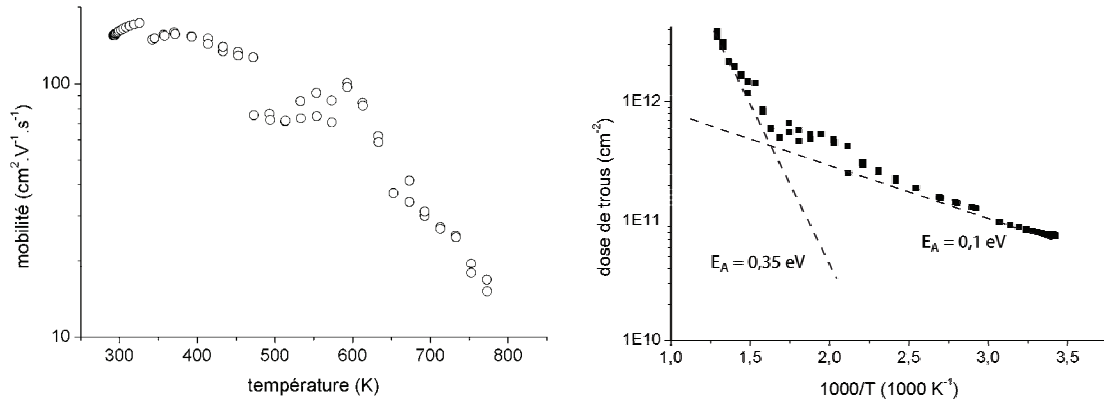 100
10
mobilité (cm².V⁻¹.s⁻¹)
300 400 500 600 700 800
température (K)
1E12
1E11
1E10
dose de trous (cm⁻²)
E_A = 0,1 eV
E_A = 0,35 eV
1,0 1,5 2,0 2,5 3,0 3,5
1000/T (1000 K⁻¹)